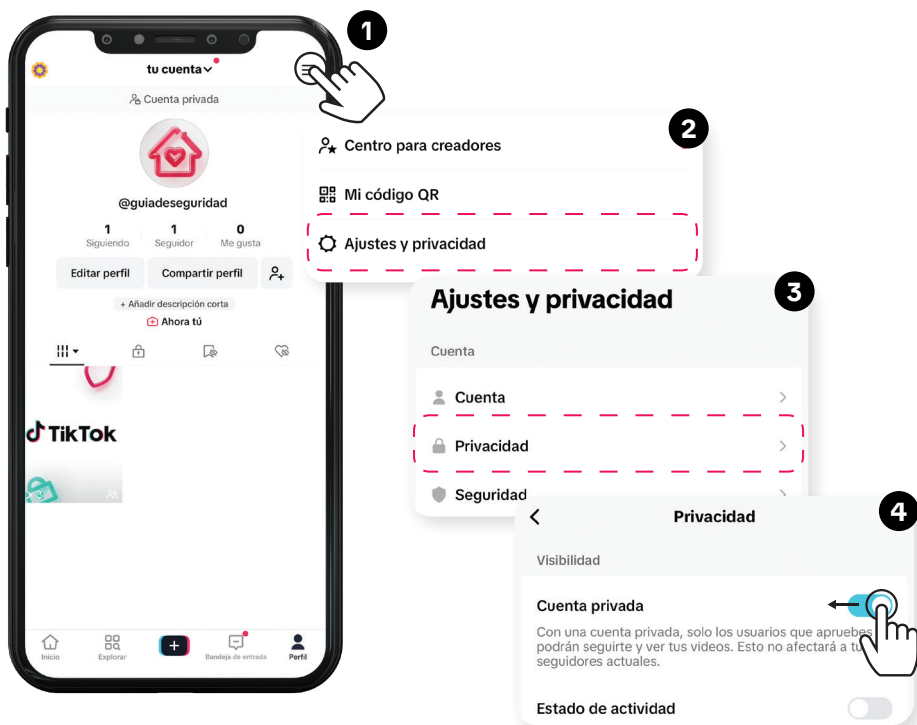 1
tu cuenta
Cuenta privada
@guiadeseguridad
1 1 0
Siguiendo Seguidor Me gusta
Editar perfil Compartir perfil
+ Añadir descripción corta
Ahora tú
TikTok
3
Inicio Explorar Bandeja de entrada Perfil
2
Centro para creadores
Mi código QR
Ajustes y privacidad
3
Ajustes y privacidad
Cuenta
Cuenta
Privacidad
Seguridad
4
Privacidad
Visibilidad
Cuenta privada
Con una cuenta privada, solo los usuarios que apruebes
podrán seguirte y ver tus videos. Esto no afectará a
seguidores actuales.
Estado de actividad